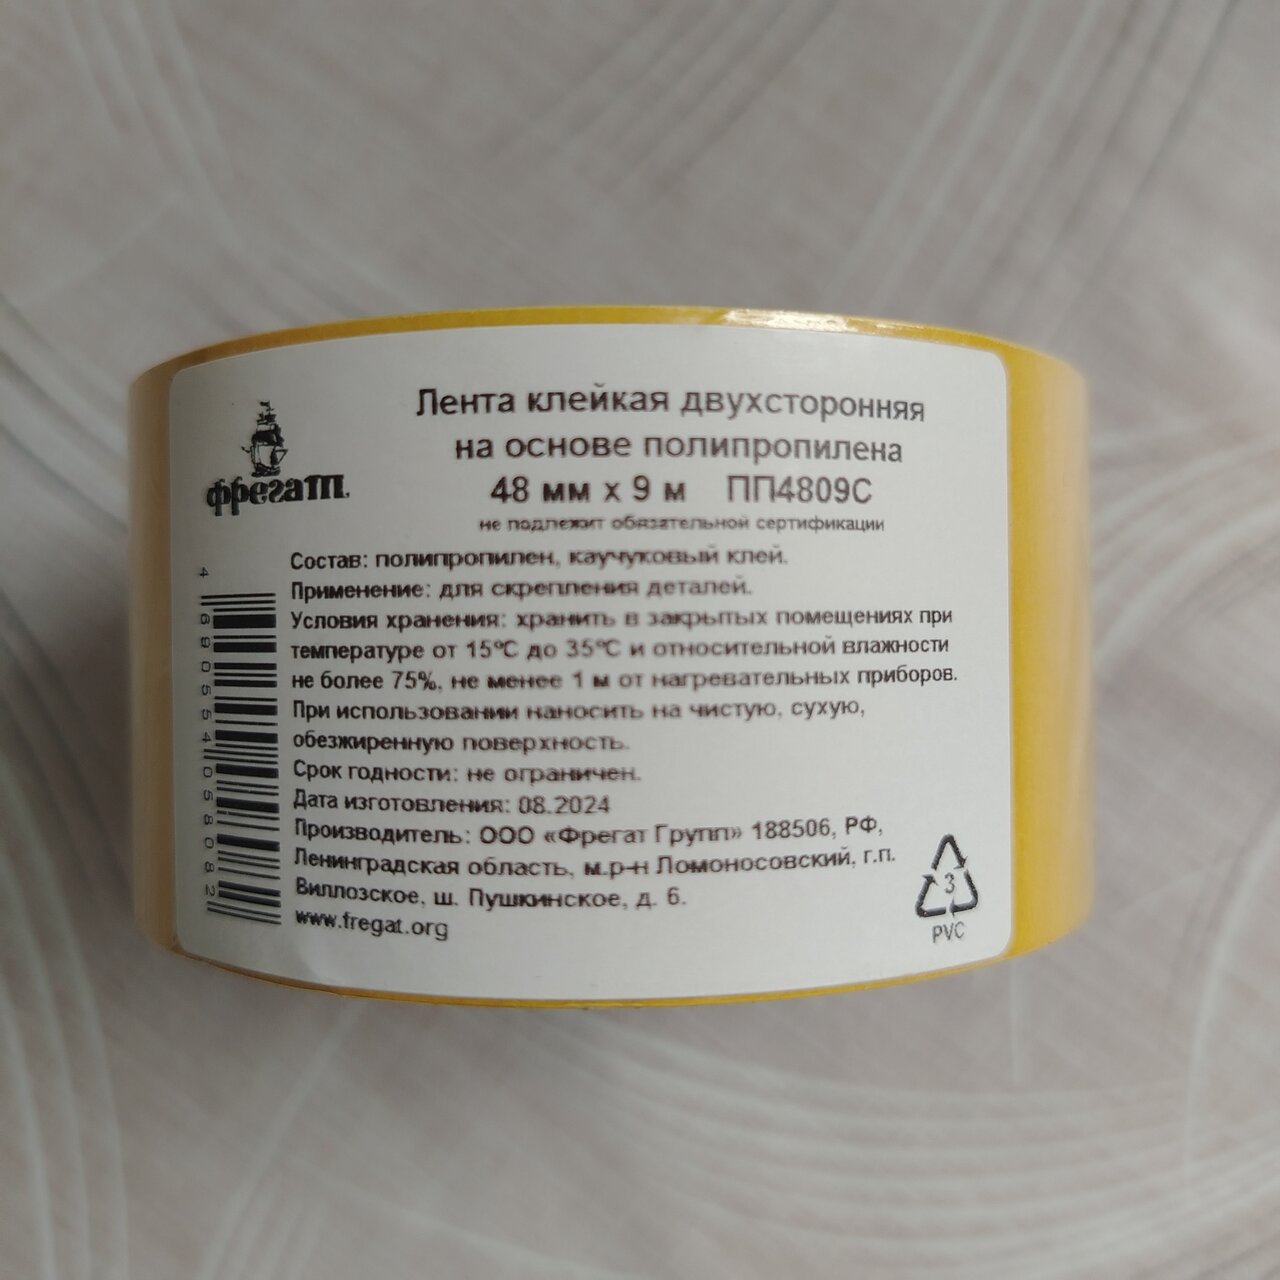 фрегат.
Лента клейкая двухсторонняя
на основе полипропилена
48 мм х 9 м ПП4809С
не подлежит обязательной сертификации
Состав: полипропилен, каучуковый клей.
Применение: для скрепления деталей.
Условия хранения: хранить в закрытых помещениях при
температуре от 15°С до 35°С и относительной влажности
не более 75%, не менее 1 м от нагревательных приборов.
При использовании наносить на чистую, сухую,
обезжиренную поверхность.
Срок годности: не ограничен.
Дата изготовления: 08.2024
Производитель: ООО «Фрегат Групп» 188506, РФ,
Ленинградская область, м.р-н Ломоносовский, г.п.
Виллозское, ш. Пушкинское, д. 6.
www.fregat.org
4 690554 058082
3
PVC